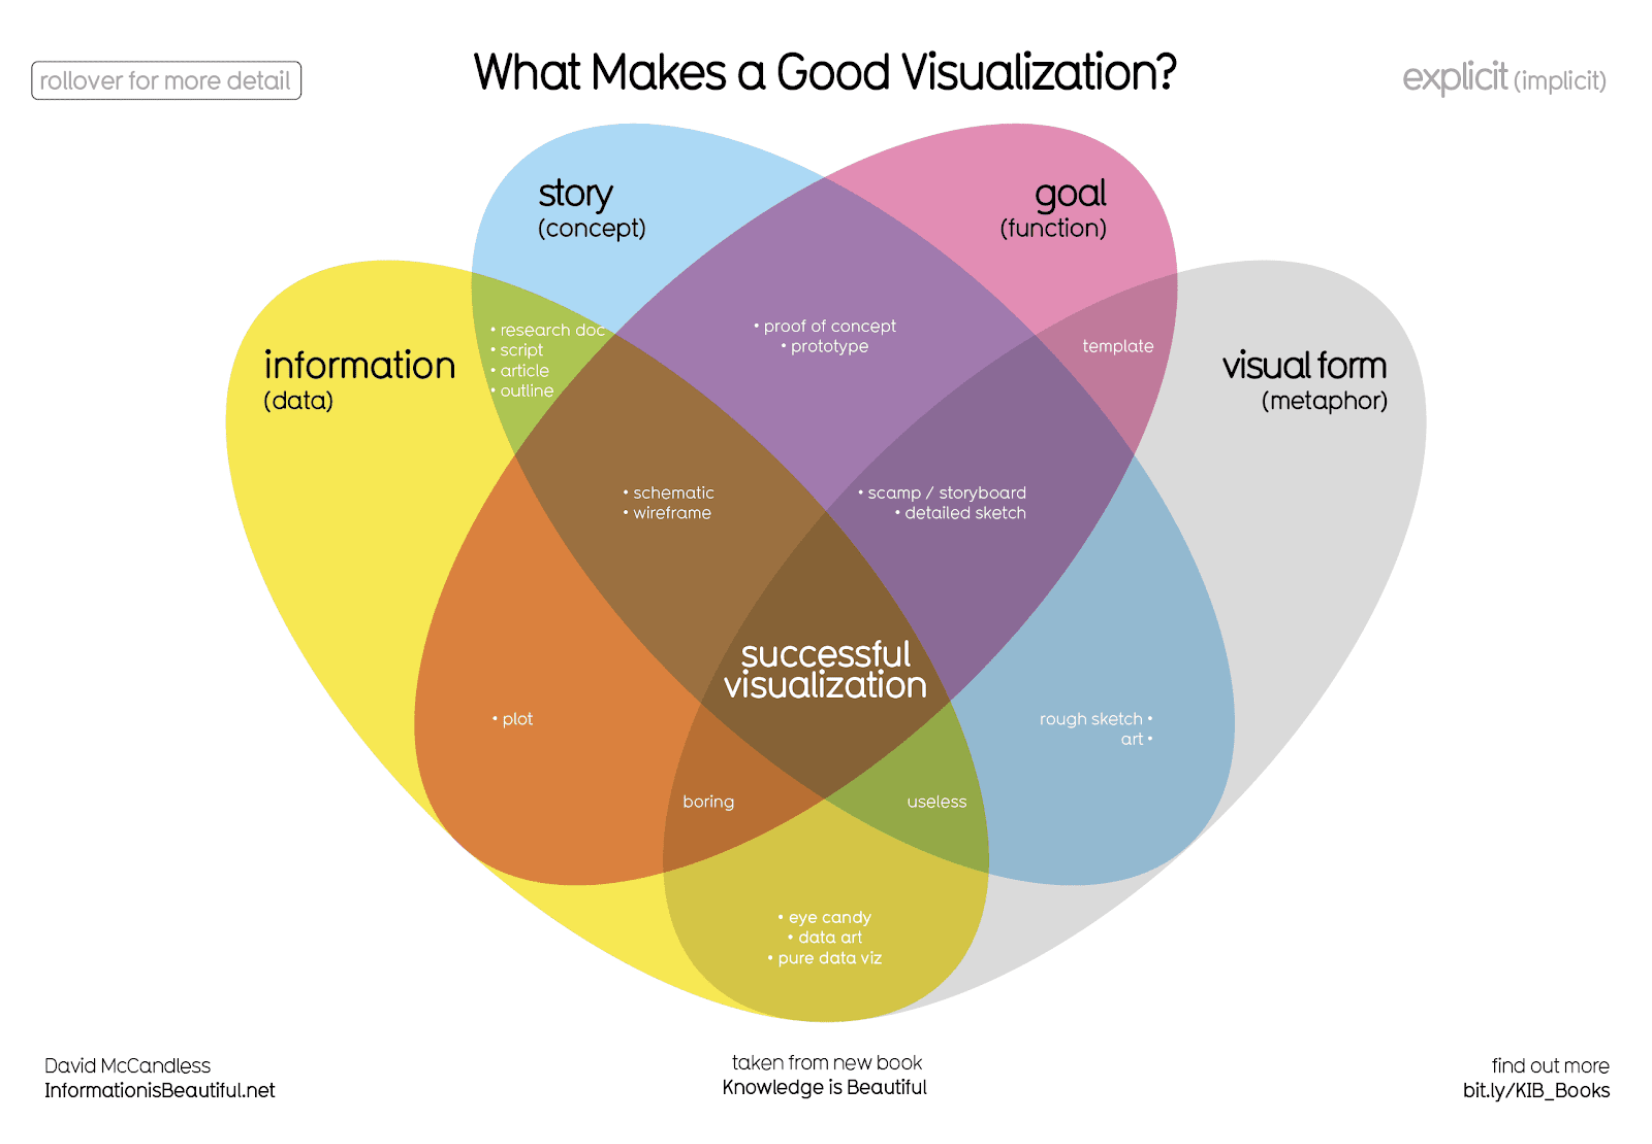 What Makes a Good Visualization?
rollover for more detail
explicit (implicit)
story
(concept)
goal
(function)
information
(data)
visual form
(metaphor)
• research doc
• script
• article
• outline
• proof of concept
• prototype
template
• schematic
• wireframe
• scamp / storyboard
• detailed sketch
successful
visualization
• plot
rough sketch •
art •
boring
useless
• eye candy
• data art
• pure data viz
David McCandless
InformationisBeautiful.net
taken from new book
Knowledge is Beautiful
find out more
bit.ly/KIB_Books